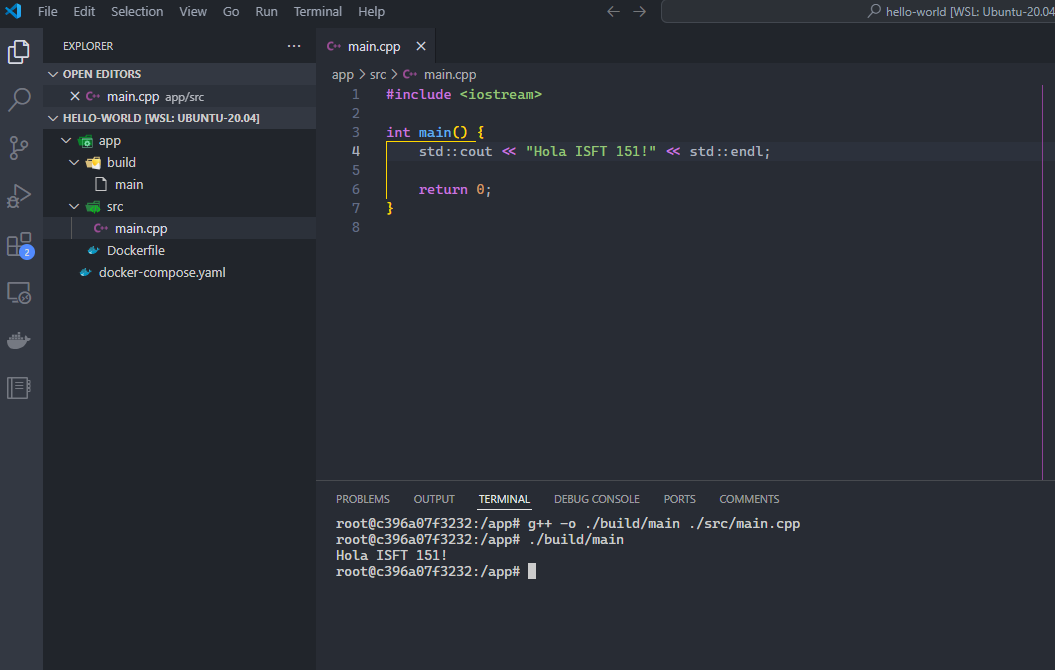 File Edit Selection View Go Run Terminal Help
hello-world [WSL: Ubuntu-20.04
EXPLORER
OPEN EDITORS
main.cpp app/src
HELLO-WORLD [WSL: UBUNTU-20.04]
app
build
main
src
main.cpp
Dockerfile
docker-compose.yaml
2
C++ main.cpp
app > src > C++ main.cpp
1 #include <iostream>
2
3 int main() {
4 std::cout << "Hola ISFT 151!" << std::endl;
5
6 return 0;
7 }
8
PROBLEMS OUTPUT TERMINAL DEBUG CONSOLE PORTS COMMENTS
root@c396a07f3232:/app# g++ -o ./build/main ./src/main.cpp
root@c396a07f3232:/app# ./build/main
Hola ISFT 151!
root@c396a07f3232:/app#